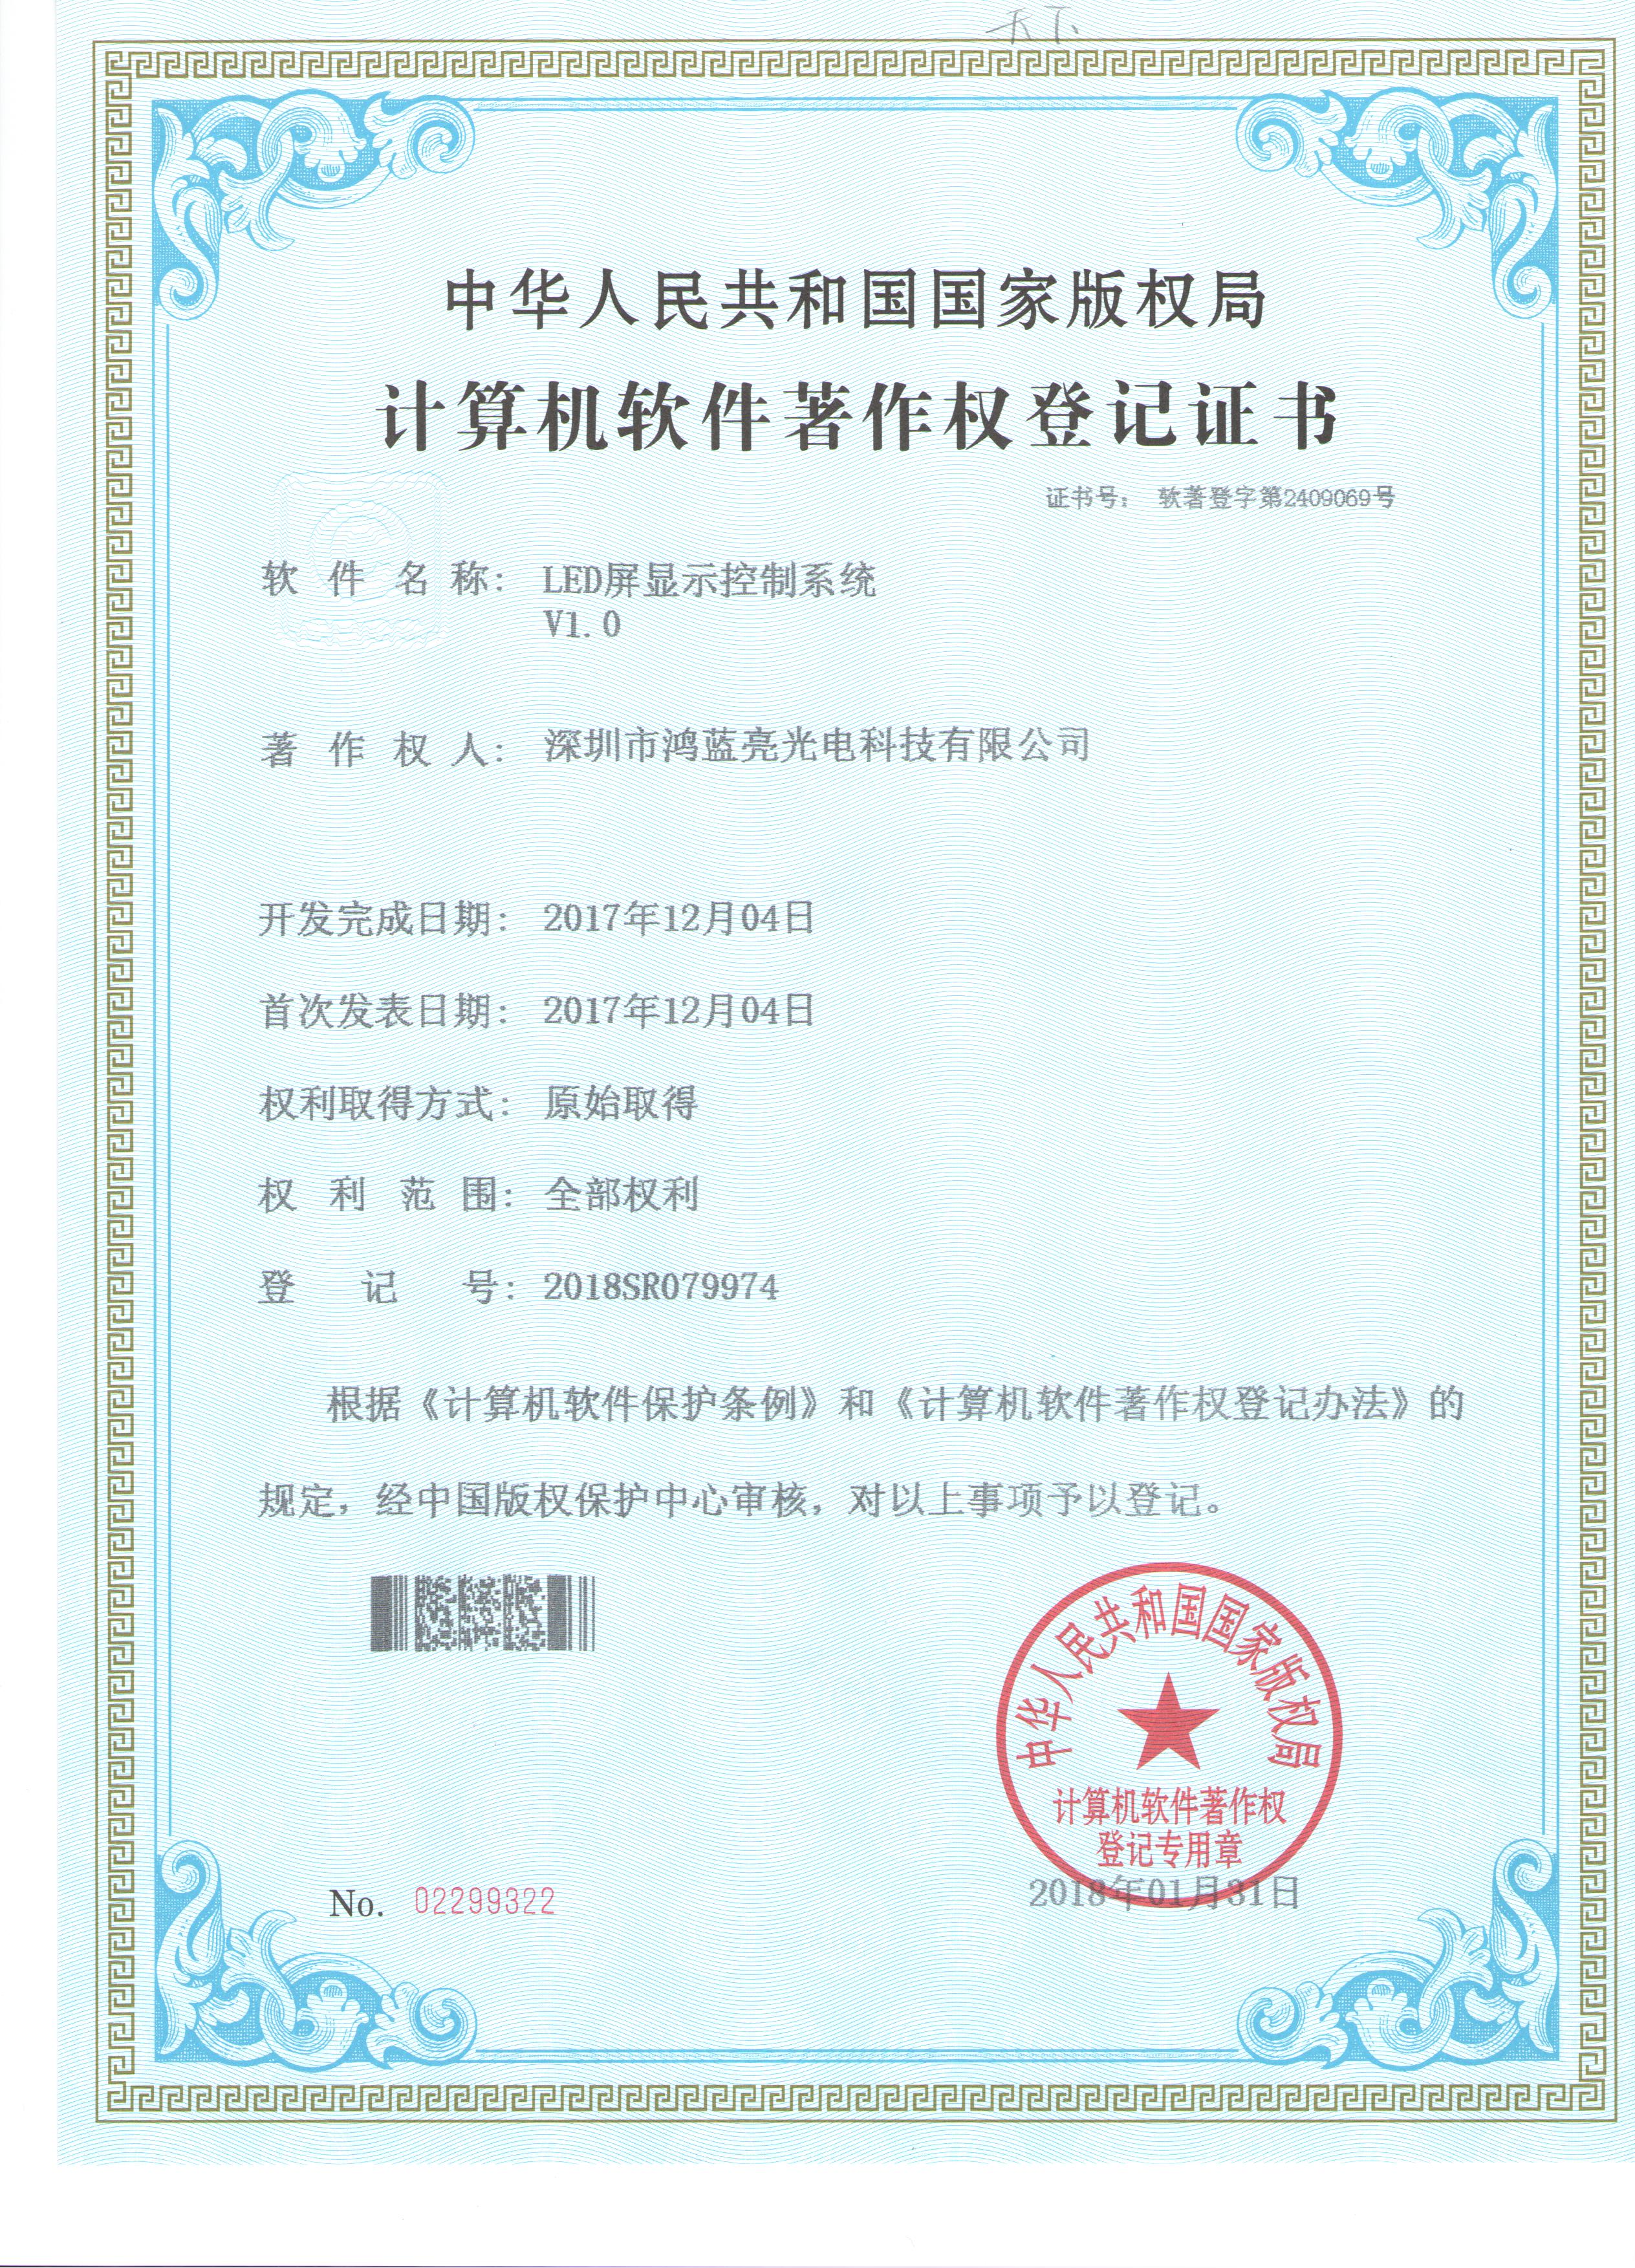 中华人民共和国国家版权局
计算机软件著作权登记证书
证书号： 软著登字第2409069号
软件名称： LED屏显示控制系统
V1.0
著作权人： 深圳市鸿蓝亮光电科技有限公司
开发完成日期： 2017年12月04日
首次发表日期： 2017年12月04日
权利取得方式： 原始取得
权利范围： 全部权利
登记号： 2018SR079974
根据《计算机软件保护条例》和《计算机软件著作权登记办法》的
规定，经中国版权保护中心审核，对以上事项予以登记。
中华人民共和国国家版权局
计算机软件著作权
登记专用章
No. 02299322
2018年01月31日